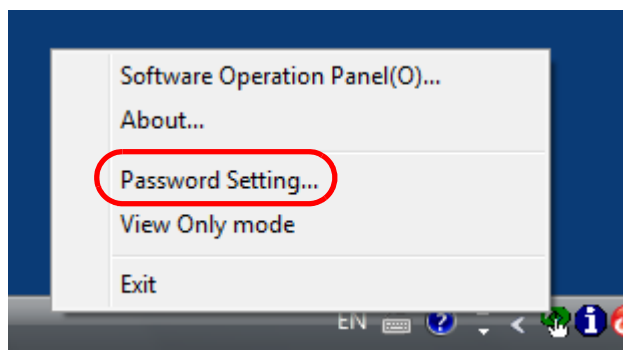 Software Operation Panel(O)...
About...
Password Setting...
View Only mode
Exit
EN ? < i